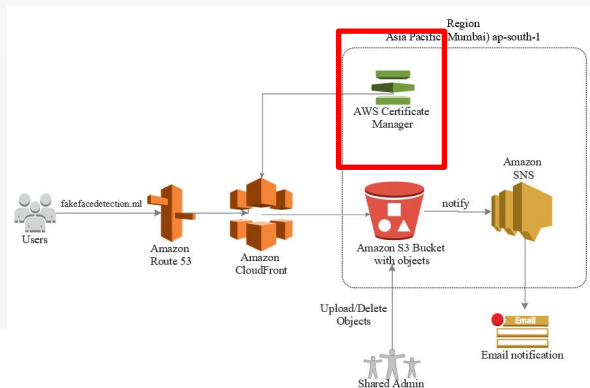 Region
Asia Pacific (Mumbai) ap-south-1
AWS Certificate
Manager
Amazon
SNS
fakefacedetection.ml
notify
Users
Amazon
Route 53
Amazon
CloudFront
Amazon S3 Bucket
with objects
Upload/Delete
Objects
Email
Email notification
Shared Admin